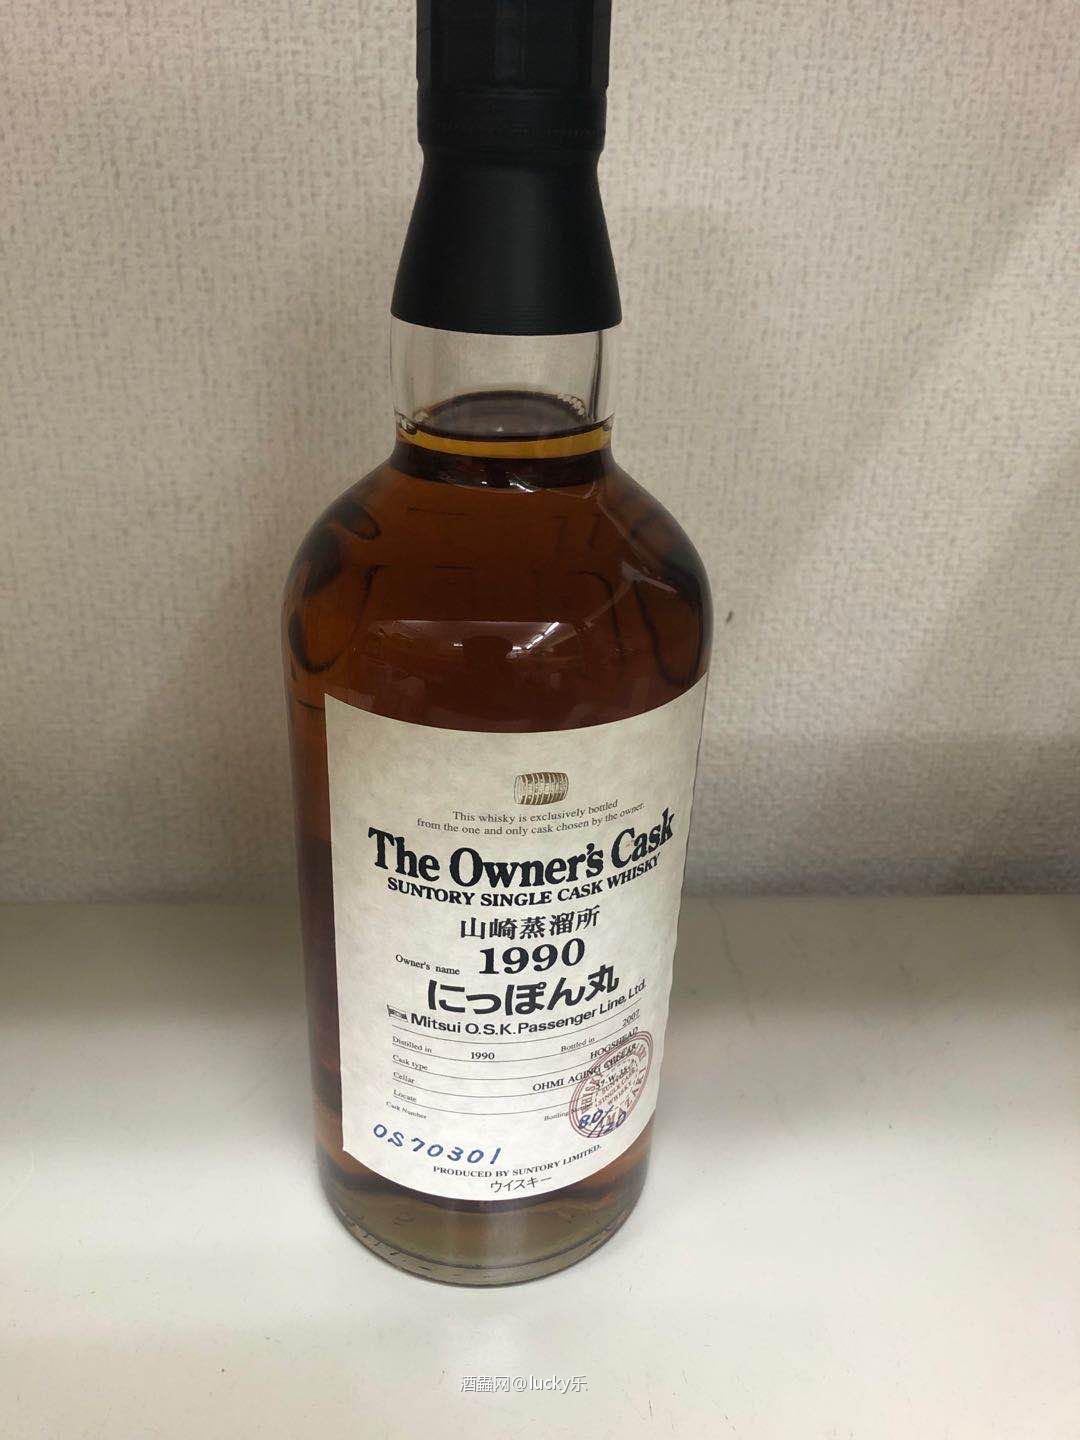 This whisky is exclusively bottled
from the one and only cask chosen by the owner.
The Owner's Cask
SUNTORY SINGLE CASK WHISKY
山崎蒸溜所
Owner's name 1990
にっぽん丸
Mitsui O.S.K. Passenger Line, Ltd.
Distilled in 1990 Bottled in 2007
Cask type HOGSHEAD
Cellar OHMI AGING CELLAR
Locate
Cask Number Bottling
OS70301 80/120
PRODUCED BY SUNTORY LIMITED.
ウイスキー
酒蟲网@lucky乐